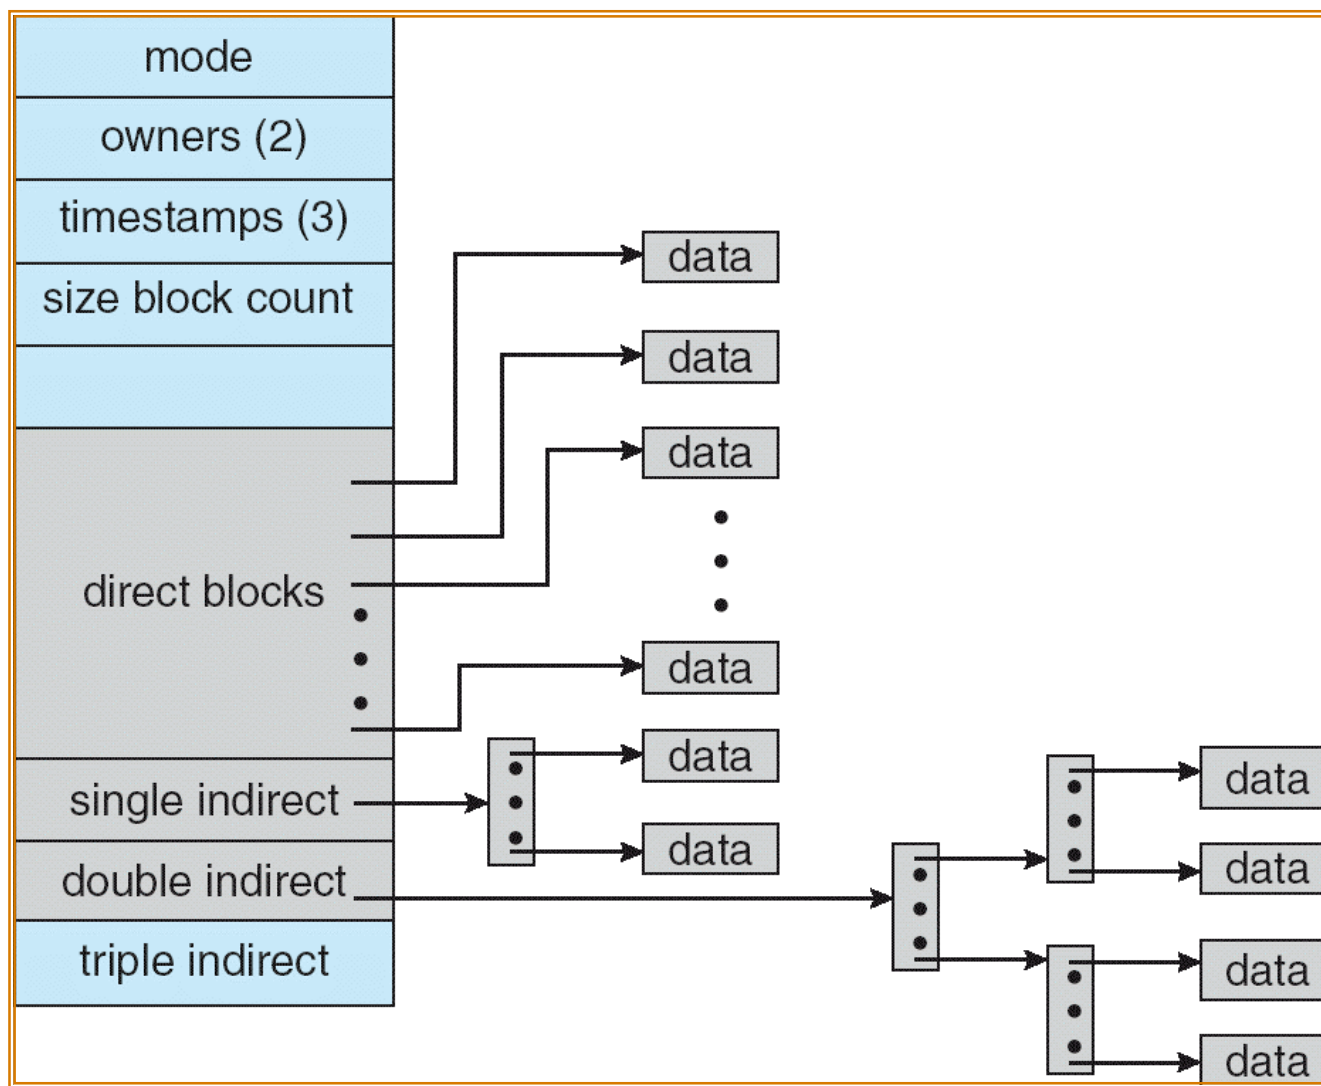 mode
owners (2)
timestamps (3)
size block count
data
data
data
direct blocks
data
data
single indirect
data
double indirect
triple indirect
data
data
data
data